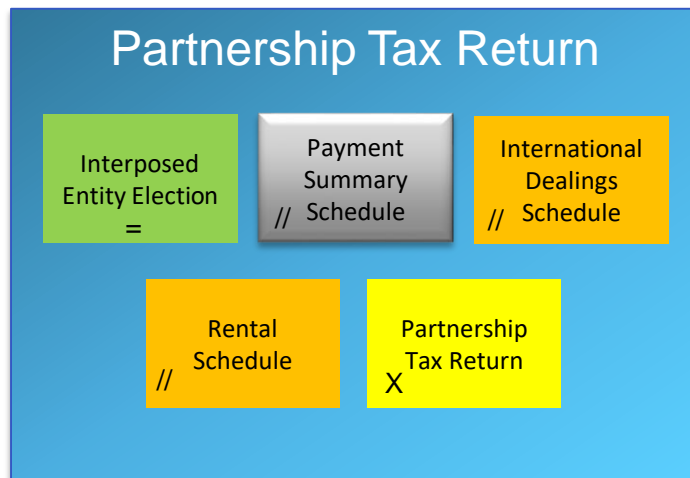 Partnership Tax Return
Interposed
Entity Election
=
Payment
Summary
Schedule
//
International
Dealings
Schedule
//
Rental
Schedule
//
Partnership
Tax Return
X